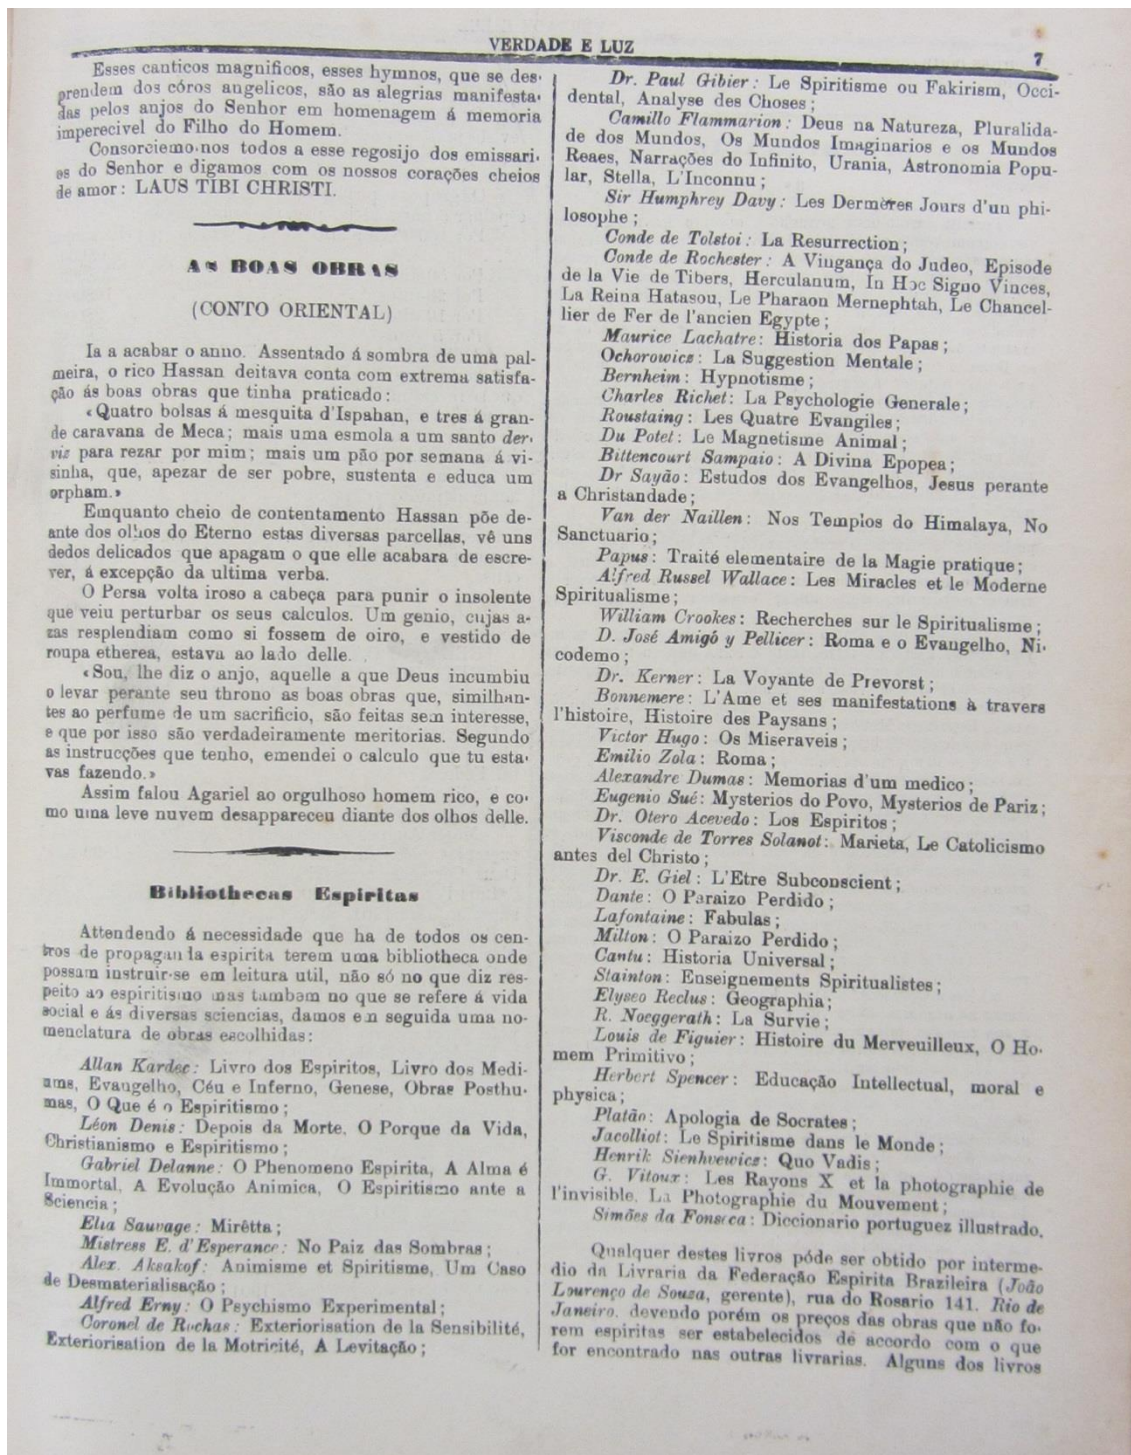 VERDADE E LUZ
7
Esses canticos magnificos, esses hymnos, que se des-
prendem dos córos angelicos, são as alegrias manifesta-
das pelos anjos do Senhor em homenagem á memoria
imperecivel do Filho do Homem.
Consorciemo-nos todos a esse regosijo dos emissari-
os do Senhor e digamos com os nossos corações cheios
de amor: LAUS TIBI CHRISTI.
AS BOAS OBRAS
(CONTO ORIENTAL)
Ia a acabar o anno. Assentado á sombra de uma pal-
meira, o rico Hassan deitava conta com extrema satisfa-
ção ás boas obras que tinha praticado:
«Quatro bolsas á mesquita d'Ispahan, e tres á gran-
de caravana de Meca; mais uma esmola a um santo der-
vis para rezar por mim; mais um pão por semana á vi-
sinha, que, apezar de ser pobre, sustenta e educa um
orpham.»
Emquanto cheio de contentamento Hassan põe de-
ante dos olhos do Eterno estas diversas parcellas, vê uns
dedos delicados que apagam o que elle acabara de escre-
ver, á excepção da ultima verba.
O Persa volta iroso a cabeça para punir o insolente
que veiu perturbar os seus calculos. Um genio, cujas a-
zas resplendiam como si fossem de oiro, e vestido de
roupa etherea, estava ao lado delle.
«Sou, lhe diz o anjo, aquelle a que Deus incumbiu
o levar perante seu throno as boas obras que, similhan-
tes ao perfume de um sacrificio, são feitas sem interesse,
e que por isso são verdadeiramente meritorias. Segundo
as instrucções que tenho, emendei o calculo que tu esta-
vas fazendo.»
Assim falou Agariel ao orgulhoso homem rico, e co-
mo uma leve nuvem desappareceu diante dos olhos delle.
Bibliothecas Espiritas
Attendendo á necessidade que ha de todos os cen-
tros de propaganda espirita terem uma bibliotheca onde
possam instruir-se em leitura util, não só no que diz res-
peito ao espiritismo mas tambem no que se refere á vida
social e ás diversas sciencias, damos em seguida uma no-
menclatura de obras escolhidas:
Allan Kardec: Livro dos Espiritos, Livro dos Medi-
ums, Evangelho, Céu e Inferno, Genese, Obras Posthu-
mas, O Que é o Espiritismo;
Léon Denis: Depois da Morte, O Porque da Vida,
Christianismo e Espiritismo;
Gabriel Delanne: O Phenomeno Espirita, A Alma é
Immortal, A Evolução Animica, O Espiritismo ante a
Sciencia;
Elia Sauvage: Mirêtta;
Mistress E. d'Esperance: No Paiz das Sombras;
Alex. Aksakof: Animisme et Spiritisme, Um Caso
de Desmaterialisação;
Alfred Erny: O Psychismo Experimental;
Coronel de Rochas: Exteriorisation de la Sensibilité,
Exteriorisation de la Motricité, A Levitação;
Dr. Paul Gibier: Le Spiritisme ou Fakirism, Occi-
dental, Analyse des Choses;
Camillo Flammarion: Deus na Natureza, Pluralida-
de dos Mundos, Os Mundos Imaginarios e os Mundos
Reaes, Narrações do Infinito, Urania, Astronomia Popu-
lar, Stella, L'Inconnu;
Sir Humphrey Davy: Les Dermères Jours d'un phi-
losophe;
Conde de Tolstoi: La Resurrection;
Conde de Rochester: A Vingança do Judeo, Episode
de la Vie de Tibers, Herculanum, In Hoc Signo Vinces,
La Reina Hatasou, Le Pharaon Mernephtah, Le Chancel-
lier de Fer de l'ancien Egypte;
Maurice Lachatre: Historia dos Papas;
Ochorowics: La Suggestion Mentale;
Bernheim: Hypnotisme;
Charles Richet: La Psychologie Generale;
Roustaing: Les Quatre Evangiles;
Du Potet: Le Magnetisme Animal;
Bittencourt Sampaio: A Divina Epopea;
Dr Sayão: Estudos dos Evangelhos, Jesus perante
a Christandade;
Van der Naillen: Nos Templos do Himalaya, No
Sanctuario;
Papus: Traité elementaire de la Magie pratique;
Alfred Russel Wallace: Les Miracles et le Moderne
Spiritualisme;
William Crookes: Recherches sur le Spiritualisme;
D. José Amigó y Pellicer: Roma e o Evangelho, Ni-
codemo;
Dr. Kerner: La Voyante de Prevorst;
Bonnemere: L'Ame et ses manifestations à travers
l'histoire, Histoire des Paysans;
Victor Hugo: Os Miseraveis;
Emilio Zola: Roma;
Alexandre Dumas: Memorias d'um medico;
Eugenio Sué: Mysterios do Povo, Mysterios de Pariz;
Dr. Otero Acevedo: Los Espiritos;
Visconde de Torres Solanot: Marieta, Le Catolicismo
antes del Christo;
Dr. E. Giel: L'Etre Subconscient;
Dante: O Paraizo Perdido;
Lafontaine: Fabulas;
Milton: O Paraizo Perdido;
Cantu: Historia Universal;
Stainton: Enseignements Spiritualistes;
Elyseo Reclus: Geographia;
R. Noeggerath: La Survie;
Louis de Figuier: Histoire du Merveuilleux, O Ho-
mem Primitivo;
Herbert Spencer: Educação Intellectual, moral e
physica;
Platão: Apologia de Socrates;
Jacolliot: Le Spiritisme dans le Monde;
Henrik Sienhvewics: Quo Vadis;
G. Vitoux: Les Rayons X et la photographie de
l'invisible, La Photographie du Mouvement;
Simões da Fonseca: Diccionario portuguez illustrado.
Qualquer destes livros póde ser obtido por interme-
dio da Livraria da Federação Espirita Brazileira (João
Lourenço de Souza, gerente), rua do Rosario 141. Rio de
Janeiro, devendo porém os preços das obras que não fo-
rem espiritas ser estabelecidos de accordo com o que
for encontrado nas outras livrarias. Alguns dos livros